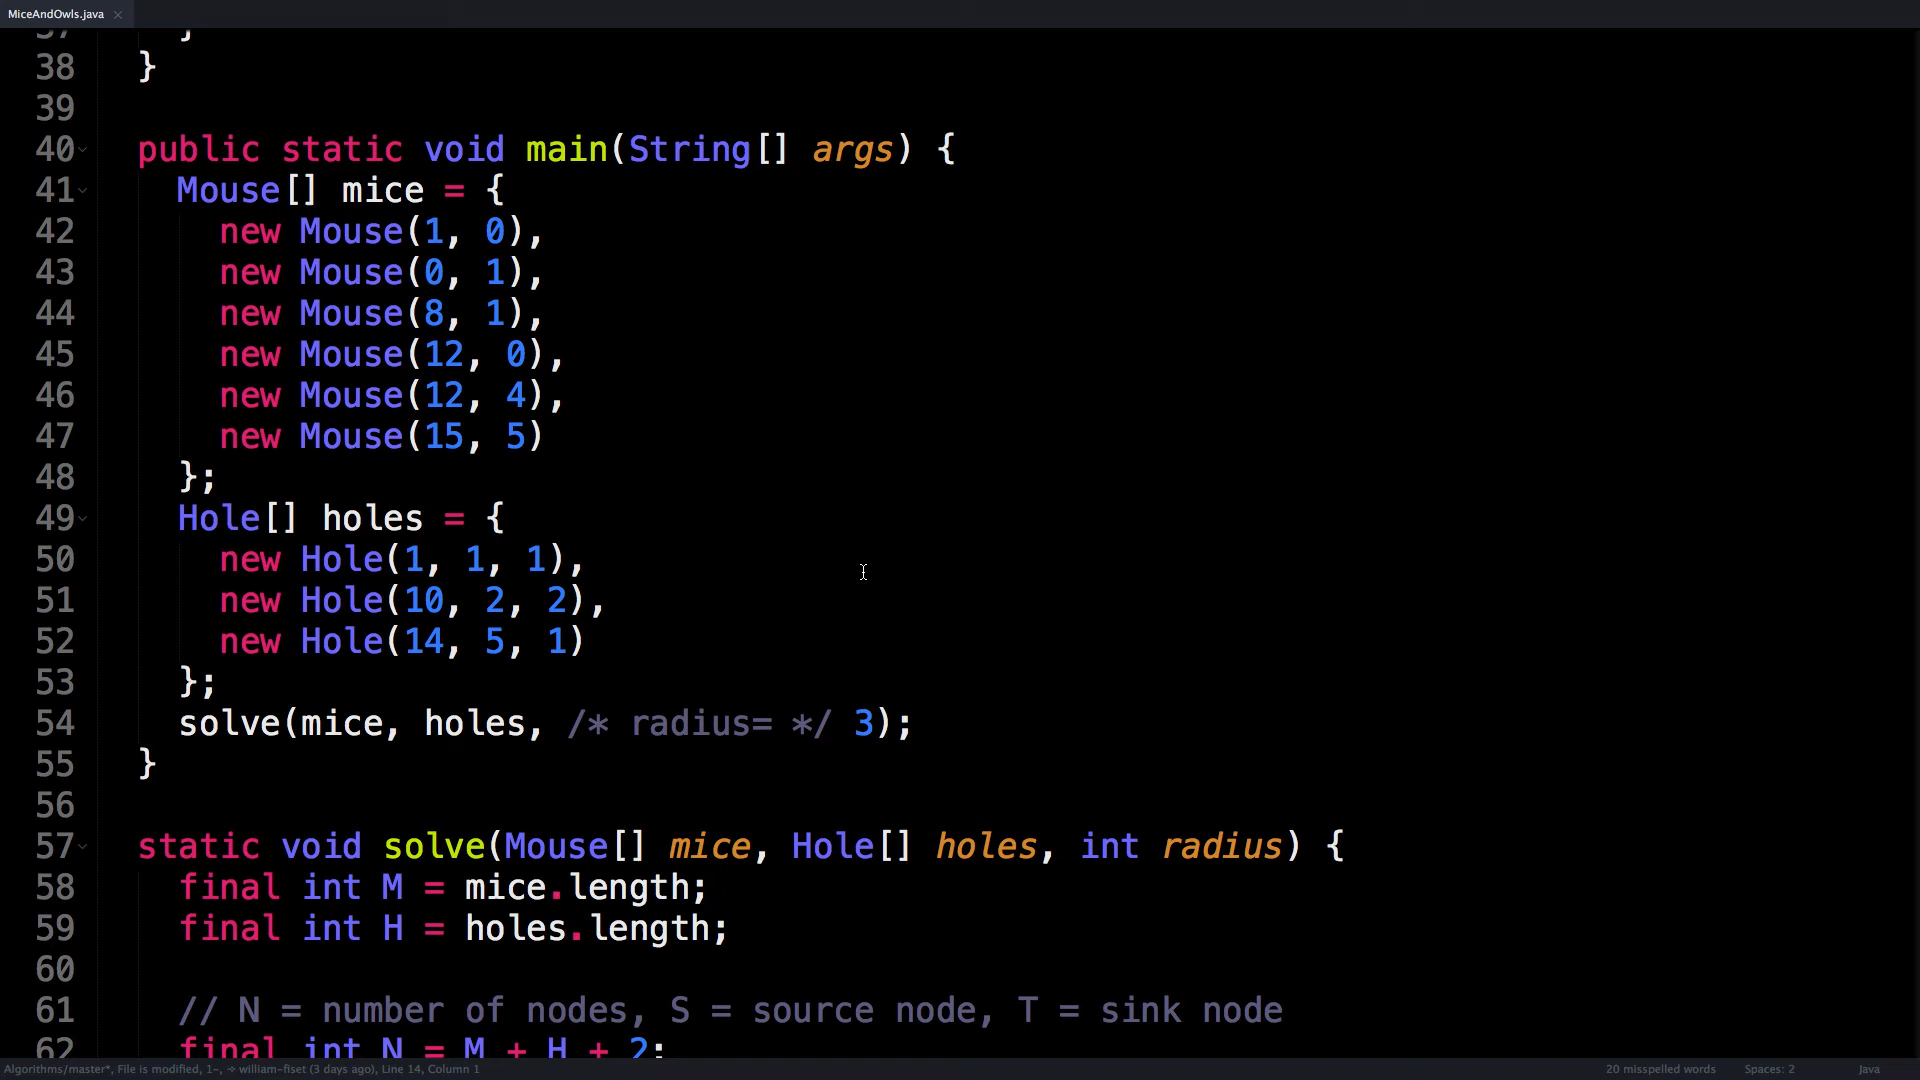 MiceAndOwls.java ×
37 }
38 }
39
40 public static void main(String[] args) {
41 Mouse[] mice = {
42 new Mouse(1, 0),
43 new Mouse(0, 1),
44 new Mouse(8, 1),
45 new Mouse(12, 0),
46 new Mouse(12, 4),
47 new Mouse(15, 5)
48 };
49 Hole[] holes = {
50 new Hole(1, 1, 1),
51 new Hole(10, 2, 2),
52 new Hole(14, 5, 1)
53 };
54 solve(mice, holes, /* radius= */ 3);
55 }
56
57 static void solve(Mouse[] mice, Hole[] holes, int radius) {
58 final int M = mice.length;
59 final int H = holes.length;
60
61 // N = number of nodes, S = source node, T = sink node
62 final int N = M + H + 2;
Algorithms/master*, File is modified, 1-, ➾ william-fiset (3 days ago), Line 14, Column 1 20 misspelled words Spaces: 2 Java